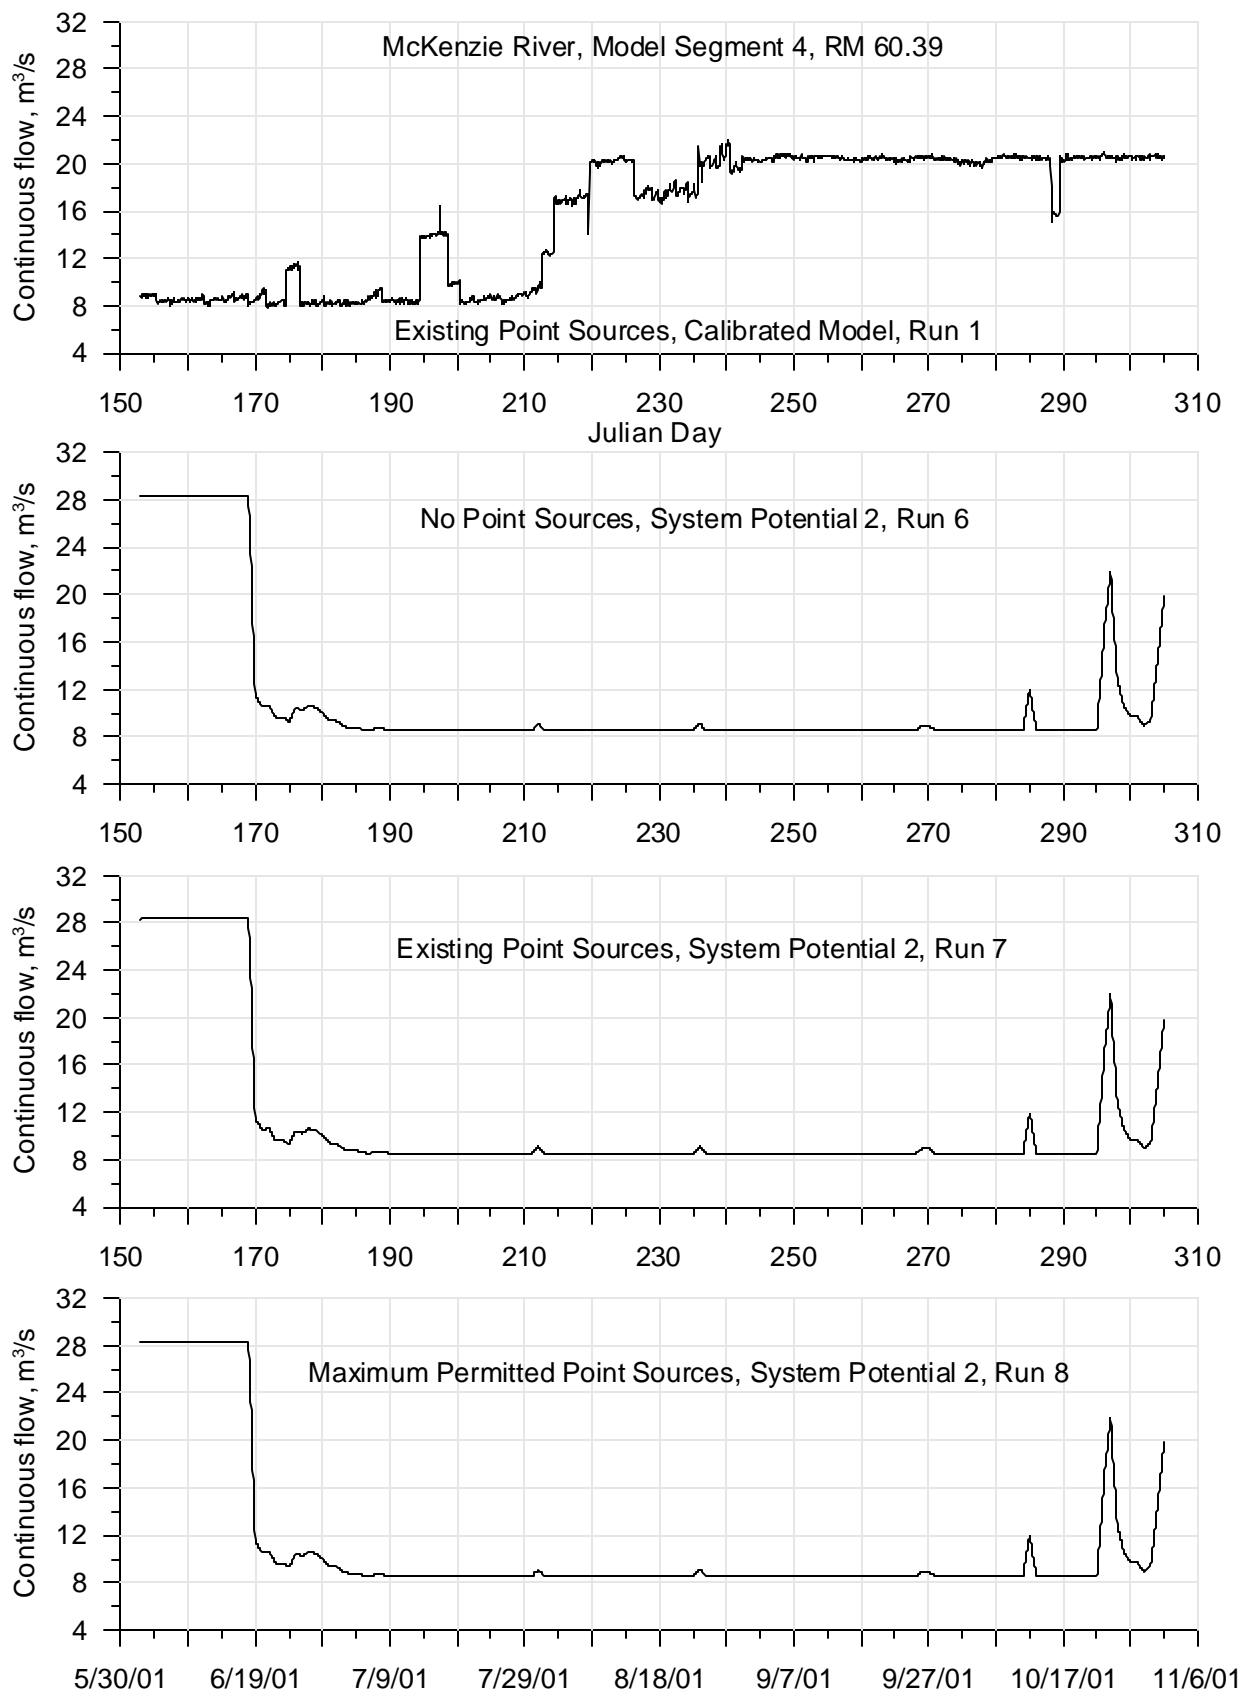 32
McKenzie River, Model Segment 4, RM 60.39
28
24
20
16
12
8
4
Continuous flow, m³/s
Existing Point Sources, Calibrated Model, Run 1
150 170 190 210 230 250 270 290 310
Julian Day
32
28
24
20
16
12
8
4
Continuous flow, m³/s
No Point Sources, System Potential 2, Run 6
150 170 190 210 230 250 270 290 310
32
28
24
20
16
12
8
4
Continuous flow, m³/s
Existing Point Sources, System Potential 2, Run 7
150 170 190 210 230 250 270 290 310
32
28
24
20
16
12
8
4
Continuous flow, m³/s
Maximum Permitted Point Sources, System Potential 2, Run 8
5/30/01 6/19/01 7/9/01 7/29/01 8/18/01 9/7/01 9/27/01 10/17/01 11/6/01